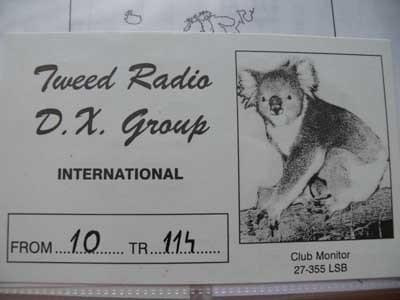 Tweed Radio
D.X. Group
INTERNATIONAL
FROM.....10...... TR....114......
Club Monitor
27-355 LSB